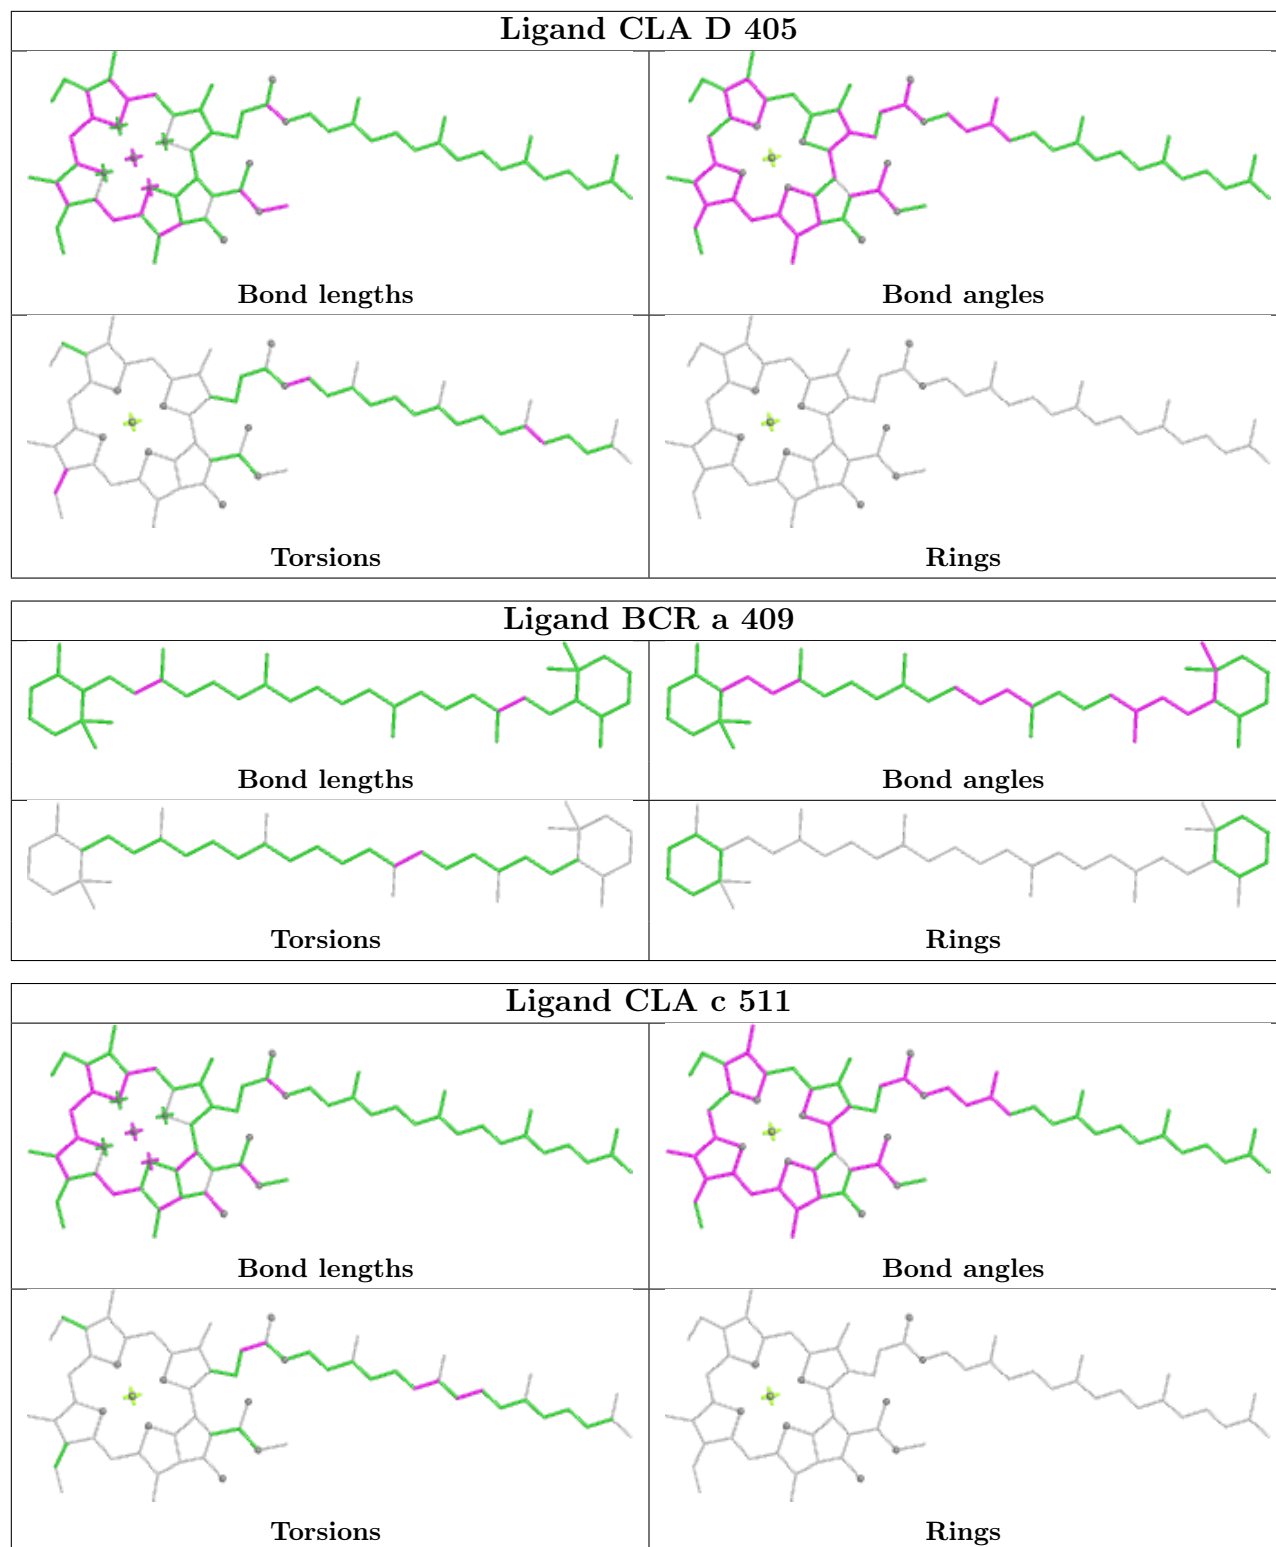 Ligand CLA D 405
Bond lengths
Bond angles
Torsions
Rings
Ligand BCR a 409
Bond lengths
Bond angles
Torsions
Rings
Ligand CLA c 511
Bond lengths
Bond angles
Torsions
Rings